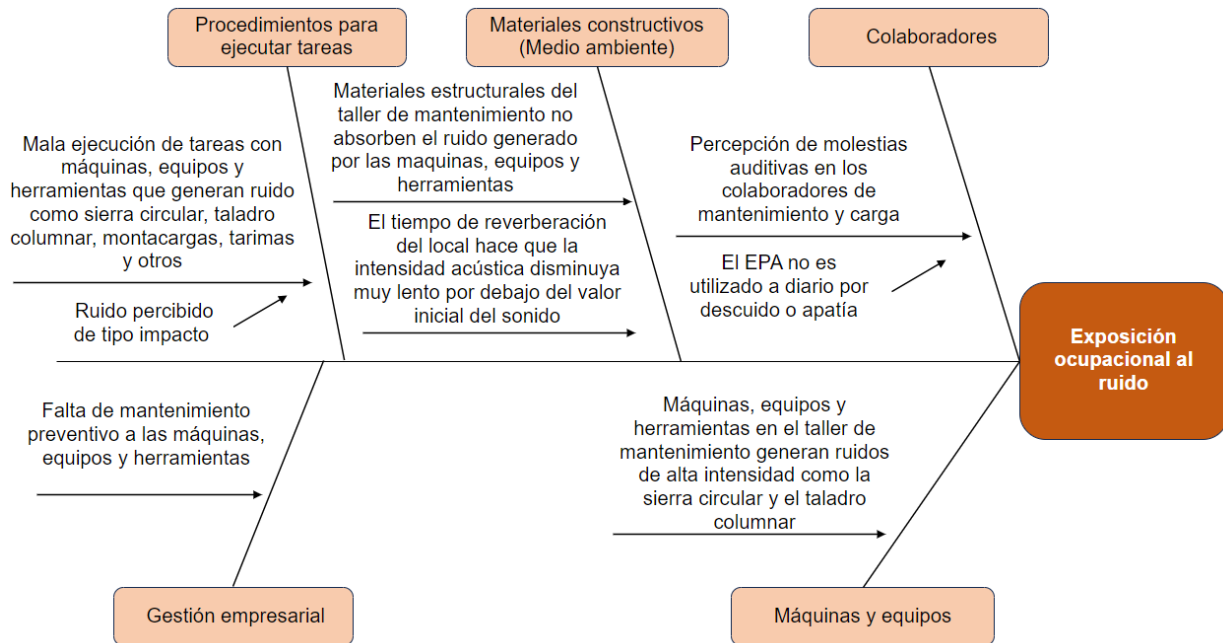 Procedimientos para
ejecutar tareas
Materiales constructivos
(Medio ambiente)
Colaboradores
Mala ejecución de tareas con
máquinas, equipos y
herramientas que generan ruido
como sierra circular, taladro
columnar, montacargas, tarimas
y otros
Ruido percibido
de tipo impacto
Materiales estructurales del
taller de mantenimiento no
absorben el ruido generado
por las maquinas, equipos y
herramientas
El tiempo de reverberación
del local hace que la
intensidad acústica disminuya
muy lento por debajo del valor
inicial del sonido
Percepción de molestias
auditivas en los
colaboradores de
mantenimiento y carga
El EPA no es
utilizado a diario por
descuido o apatía
Exposición
ocupacional al
ruido
Falta de mantenimiento
preventivo a las máquinas,
equipos y herramientas
Máquinas, equipos y
herramientas en el taller de
mantenimiento generan ruidos
de alta intensidad como la
sierra circular y el taladro
columnar
Gestión empresarial
Máquinas y equipos